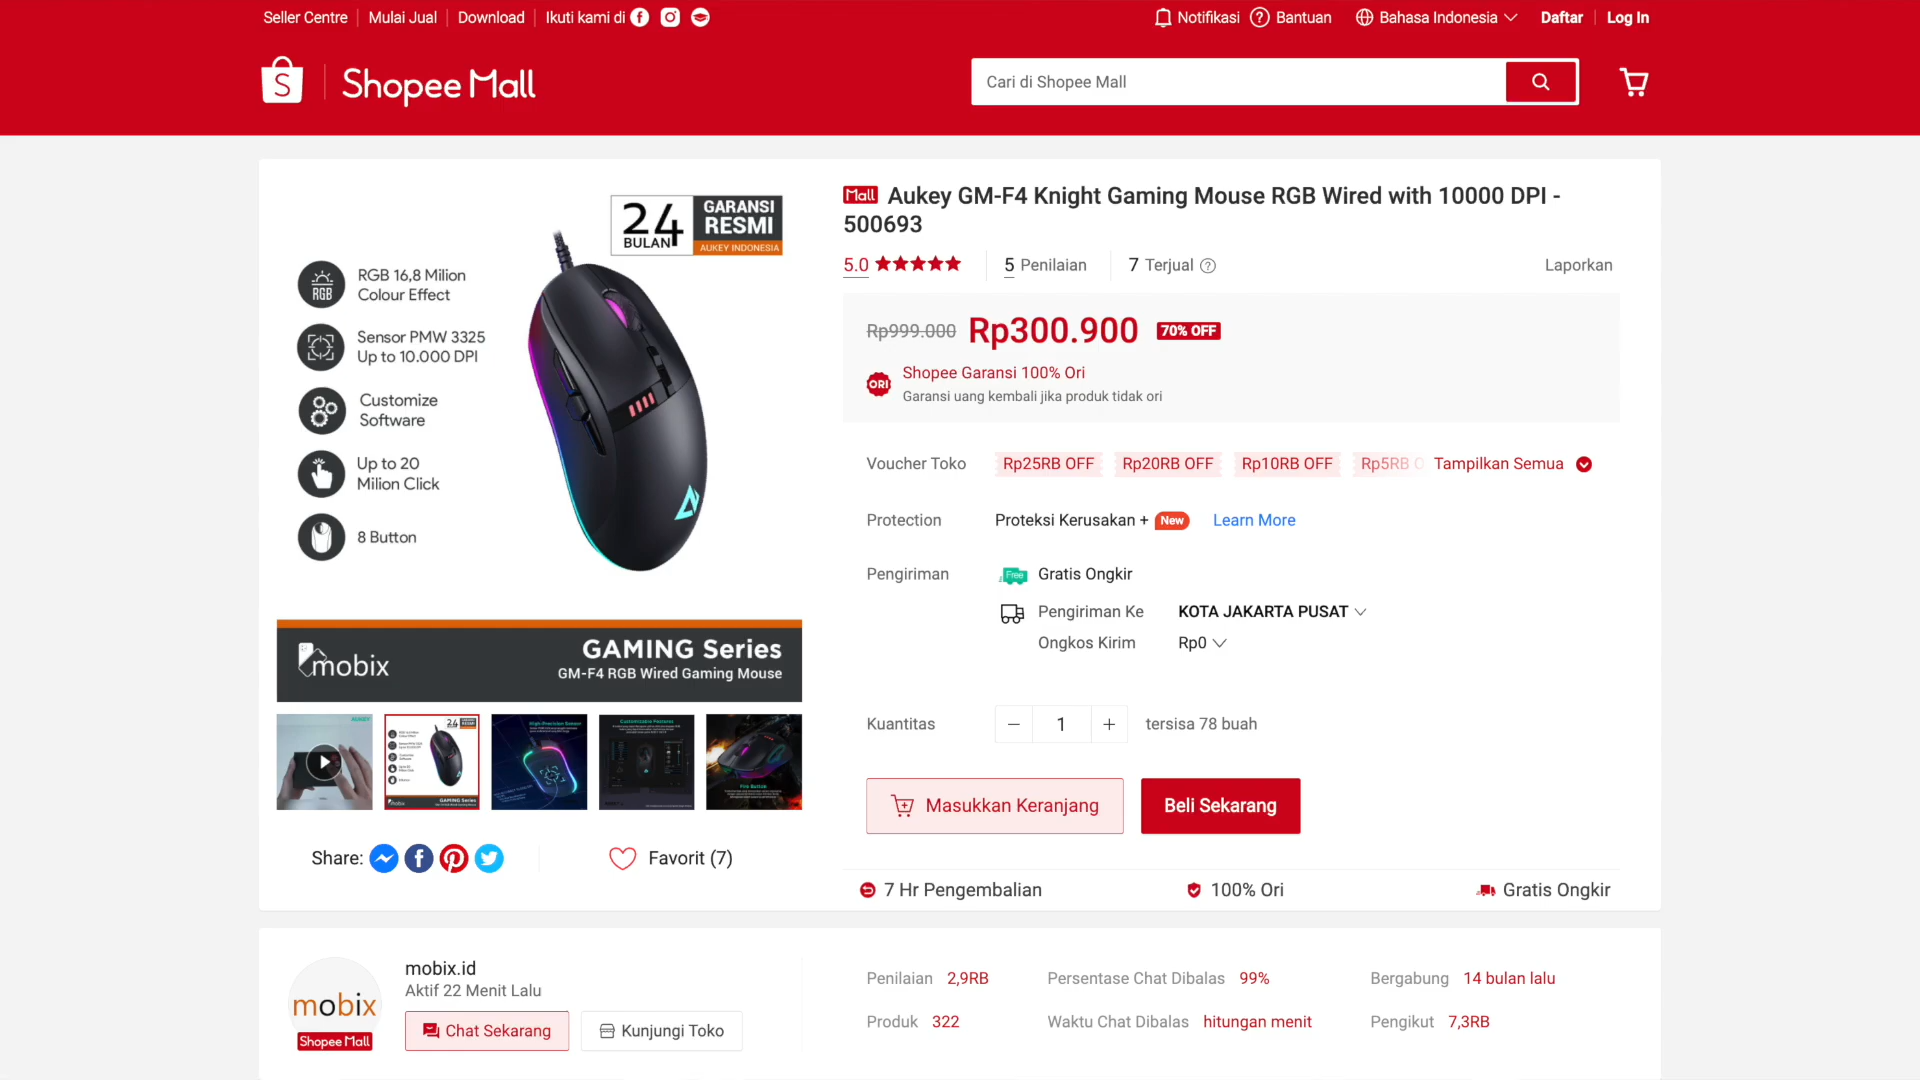 Seller Centre
Mulai Jual
Download
Ikuti kami di
Notifikasi
Bantuan
Bahasa Indonesia
Daftar
Log In
Shopee Mall
Cari di Shopee Mall
24 BULAN
GARANSI RESMI
AUKEY INDONESIA
RGB
RGB 16,8 Milion
Colour Effect
Sensor PMW 3325
Up to 10.000 DPI
Customize
Software
Up to 20
Milion Click
8 Button
mobix
GAMING Series
GM-F4 RGB Wired Gaming Mouse
Share:
Favorit (7)
Mall Aukey GM-F4 Knight Gaming Mouse RGB Wired with 10000 DPI -
500693
5.0
5 Penilaian
7 Terjual
Laporkan
Rp999.000 Rp300.900 70% OFF
ORI
Shopee Garansi 100% Ori
Garansi uang kembali jika produk tidak ori
Voucher Toko
Rp25RB OFF
Rp20RB OFF
Rp10RB OFF
Rp5RB O
Tampilkan Semua
Protection
Proteksi Kerusakan + New
Learn More
Pengiriman
Free
Gratis Ongkir
Pengiriman Ke
KOTA JAKARTA PUSAT
Ongkos Kirim
Rp0
Kuantitas
1
tersisa 78 buah
Masukkan Keranjang
Beli Sekarang
7 Hr Pengembalian
100% Ori
Gratis Ongkir
mobix
Shopee Mall
mobix.id
Aktif 22 Menit Lalu
Chat Sekarang
Kunjungi Toko
Penilaian 2,9RB
Persentase Chat Dibalas 99%
Bergabung 14 bulan lalu
Produk 322
Waktu Chat Dibalas hitungan menit
Pengikut 7,3RB